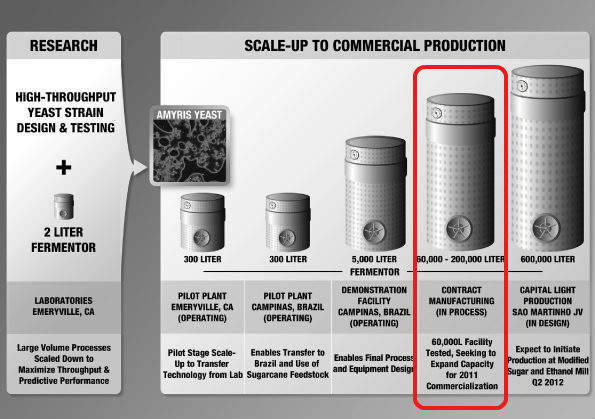 RESEARCH
HIGH-THROUGHPUT
YEAST STRAIN
DESIGN & TESTING
+
2 LITER
FERMENTOR
LABORATORIES
EMERYVILLE, CA
Large Volume Processes
Scaled Down to
Maximize Throughput &
Predictive Performance
SCALE-UP TO COMMERCIAL PRODUCTION
AMYRIS YEAST
300 LITER
300 LITER
5,000 LITER
60,000 - 200,000 LITER
600,000 LITER
FERMENTOR
PILOT PLANT
EMERYVILLE, CA
(OPERATING)
PILOT PLANT
CAMPINAS, BRAZIL
(OPERATING)
DEMONSTRATION
FACILITY
CAMPINAS, BRAZIL
(OPERATING)
CONTRACT
MANUFACTURING
(IN PROCESS)
CAPITAL LIGHT
PRODUCTION
SAO MARTINHO JV
(IN DESIGN)
Pilot Stage Scale-
Up to Transfer
Technology from Lab
Enables Transfer to
Brazil and Use of
Sugarcane Feedstock
Enables Final Process
and Equipment Design
60,000L Facility
Tested, Seeking to
Expand Capacity
for 2011
Commercialization
Expect to Initiate
Production at Modified
Sugar and Ethanol Mill
Q2 2012